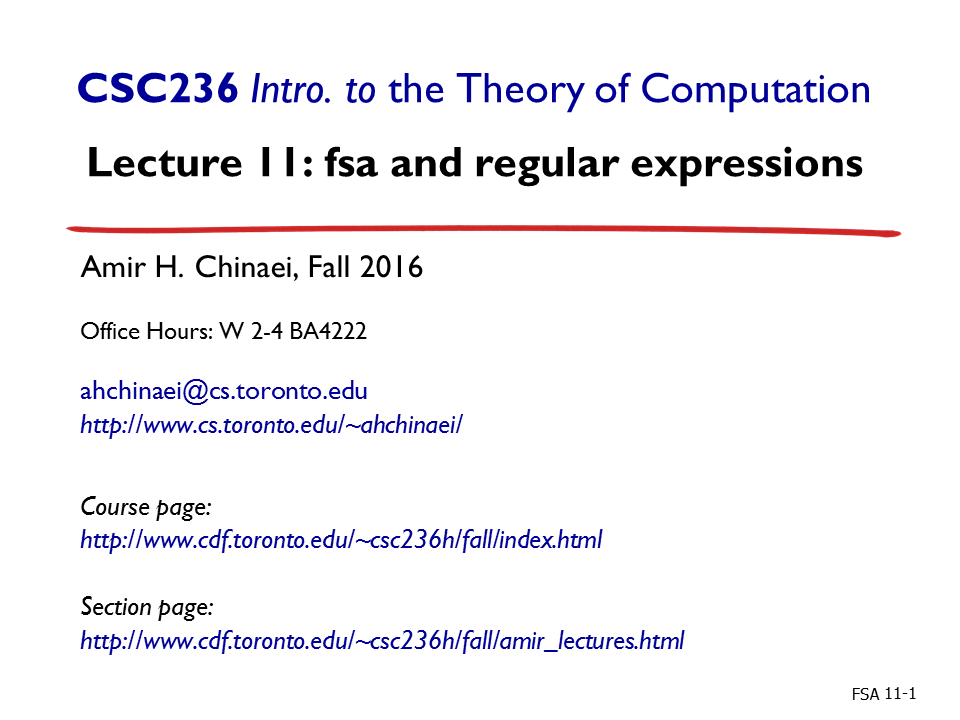 CSC236 Intro. to the Theory of Computation
Lecture 11: fsa and regular expressions
Amir H. Chinaei, Fall 2016
Office Hours: W 2-4 BA4222
ahchinaei@cs.toronto.edu
http://www.cs.toronto.edu/~ahchinaei/
Course page:
http://www.cdf.toronto.edu/~csc236h/fall/index.html
Section page:
http://www.cdf.toronto.edu/~csc236h/fall/amir_lectures.html
FSA 11-1